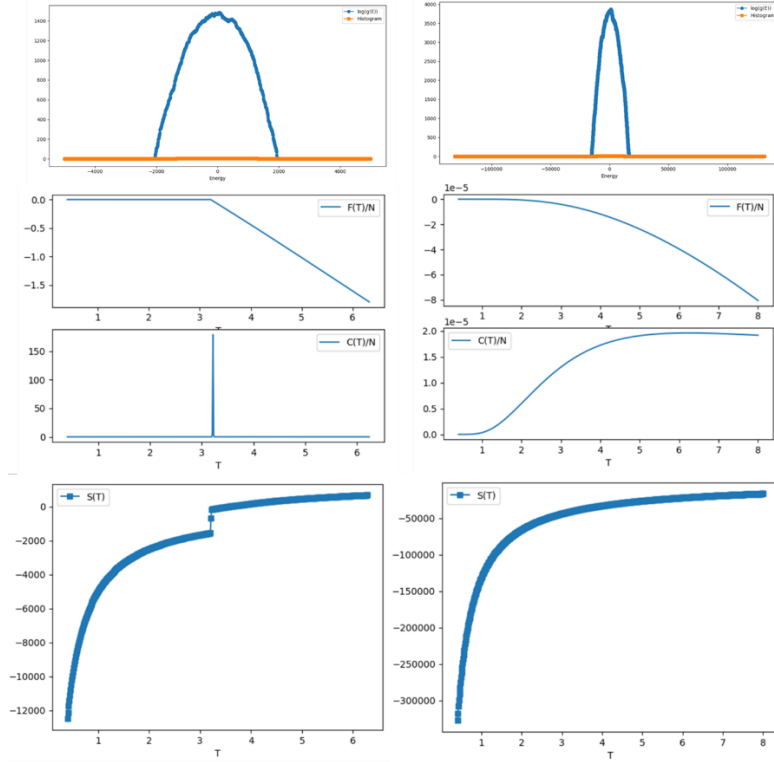 log(g(E))
Histogram
1400
1200
1000
800
600
400
200
0
-4000 -2000 0 2000 4000
Energy
log(g(E))
Histogram
4000
3500
3000
2500
2000
1500
1000
500
0
-100000 -50000 0 50000 100000
Energy
F(T)/N
0.0
-0.5
-1.0
-1.5
1 2 3 4 5 6
1e-5
F(T)/N
0
-2
-4
-6
-8
1 2 3 4 5 6 7 8
C(T)/N
150
100
50
0
1 2 3 4 5 6
T
1e-5
C(T)/N
2.0
1.5
1.0
0.5
0.0
1 2 3 4 5 6 7 8
T
S(T)
0
-2000
-4000
-6000
-8000
-10000
-12000
1 2 3 4 5 6
T
S(T)
-50000
-100000
-150000
-200000
-250000
-300000
1 2 3 4 5 6 7 8
T